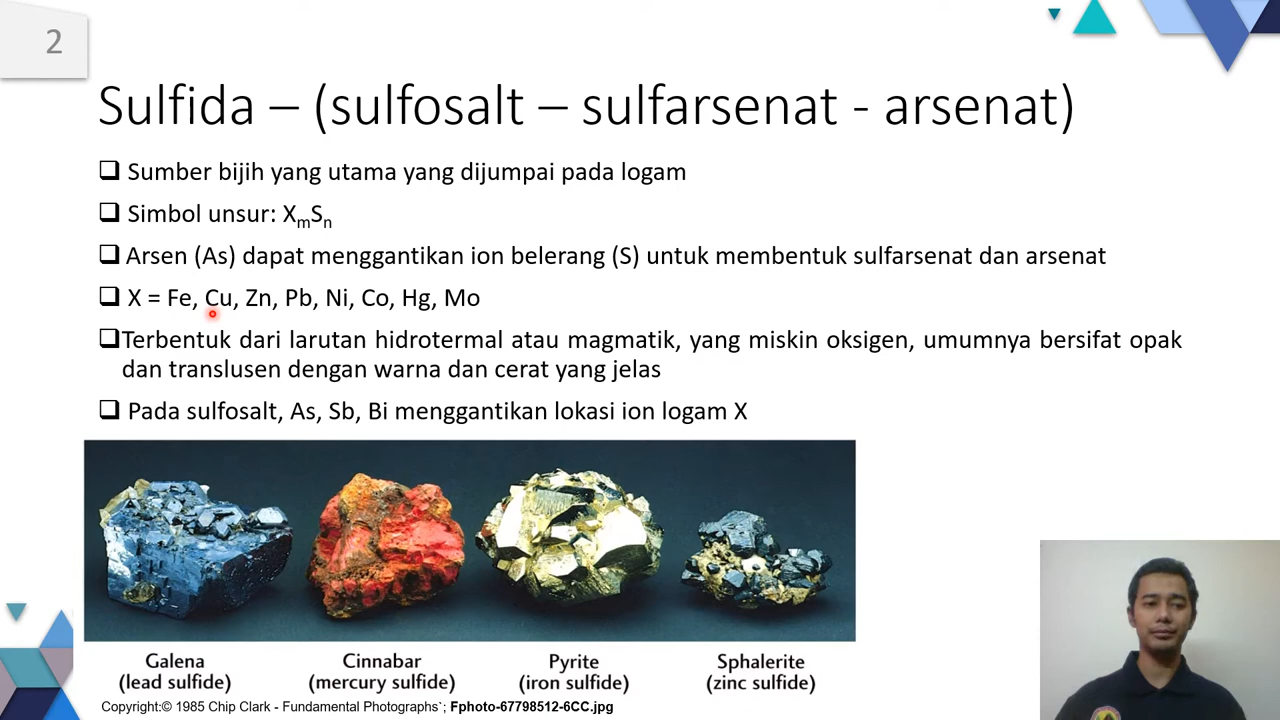 2
Sulfida – (sulfosalt – sulfarsenat - arsenat)
❑ Sumber bijih yang utama yang dijumpai pada logam
❑ Simbol unsur: XₘSₙ
❑ Arsen (As) dapat menggantikan ion belerang (S) untuk membentuk sulfarsenat dan arsenat
❑ X = Fe, Cu, Zn, Pb, Ni, Co, Hg, Mo
❑ Terbentuk dari larutan hidrotermal atau magmatik, yang miskin oksigen, umumnya bersifat opak
dan translusen dengan warna dan cerat yang jelas
❑ Pada sulfosalt, As, Sb, Bi menggantikan lokasi ion logam X
Galena
(lead sulfide)
Cinnabar
(mercury sulfide)
Pyrite
(iron sulfide)
Sphalerite
(zinc sulfide)
Copyright:© 1985 Chip Clark - Fundamental Photographs`; Fphoto-67798512-6CC.jpg